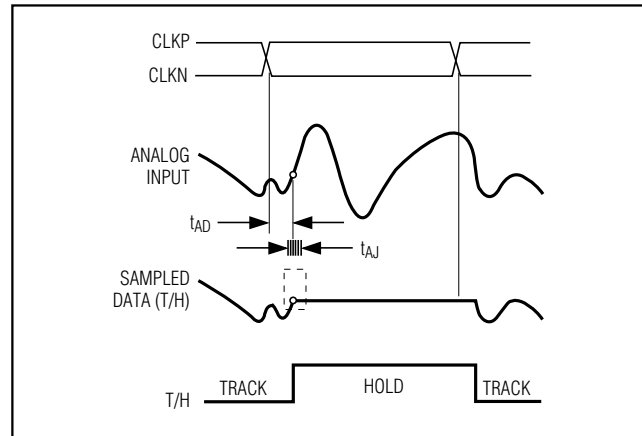 CLKP
CLKN
ANALOG
INPUT
tAD
tAJ
SAMPLED
DATA (T/H)
T/H
TRACK
HOLD
TRACK